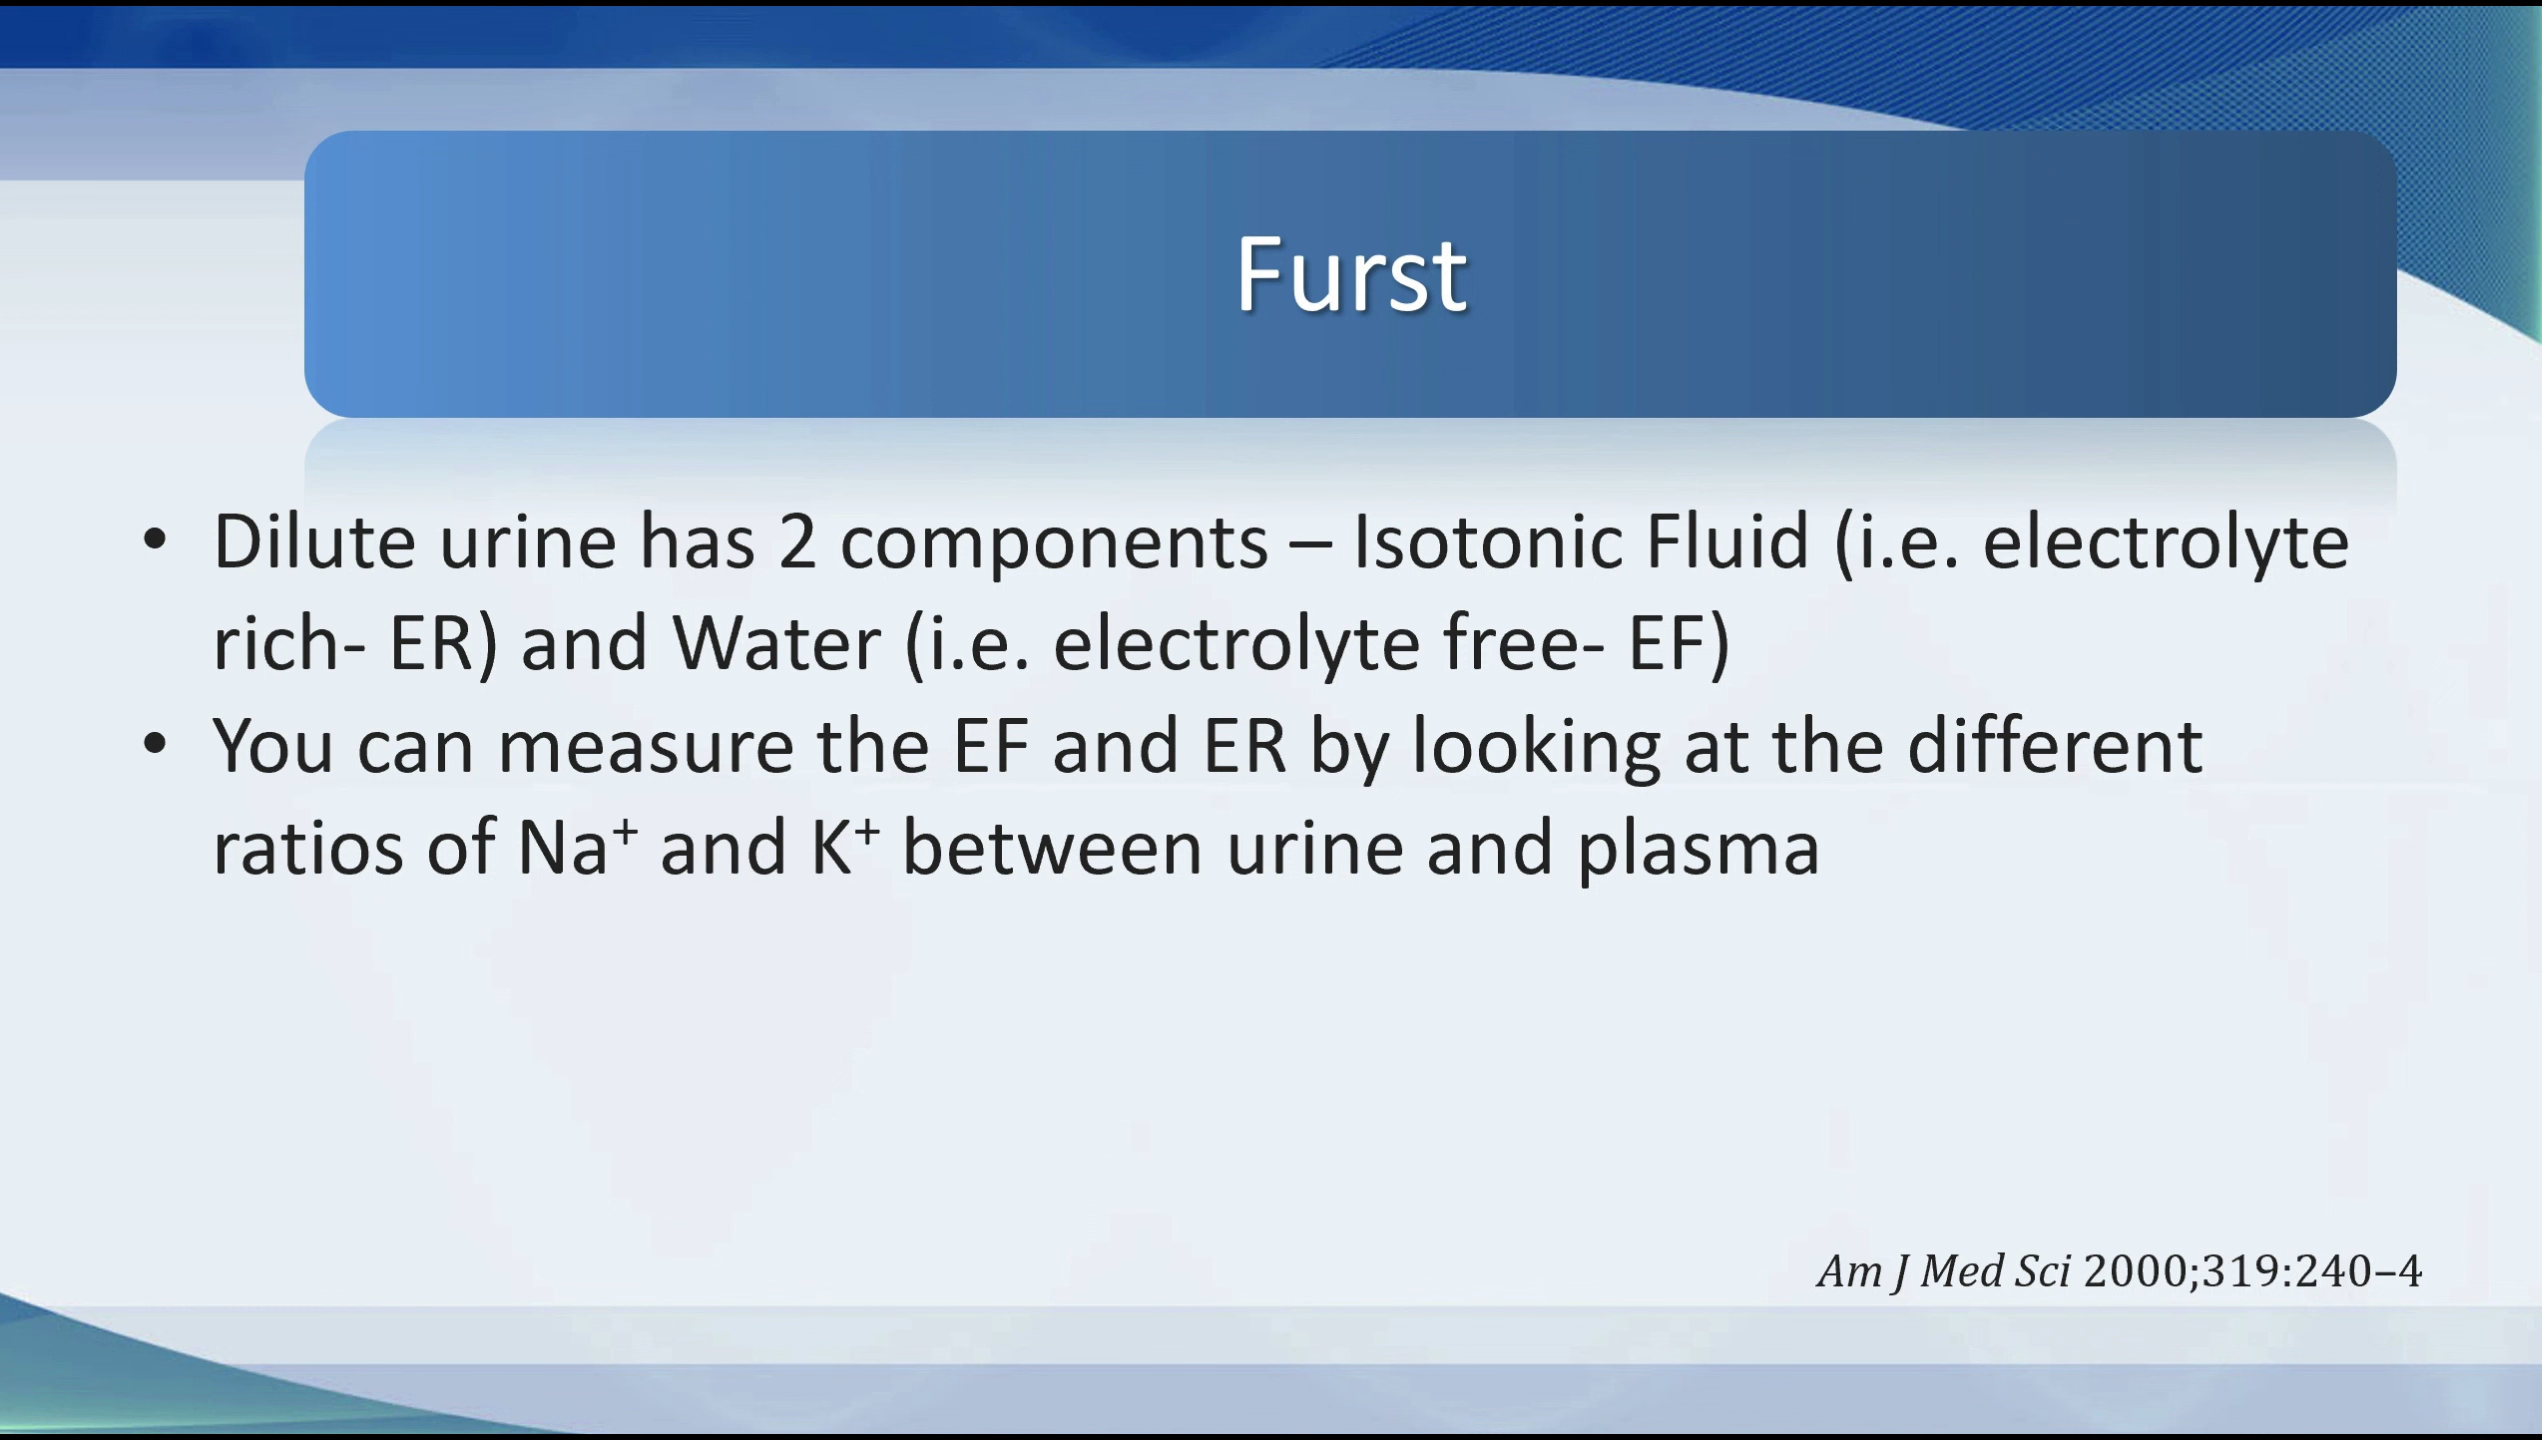 Furst
• Dilute urine has 2 components – Isotonic Fluid (i.e. electrolyte
rich- ER) and Water (i.e. electrolyte free- EF)
• You can measure the EF and ER by looking at the different
ratios of Na⁺ and K⁺ between urine and plasma
Am J Med Sci 2000;319:240–4